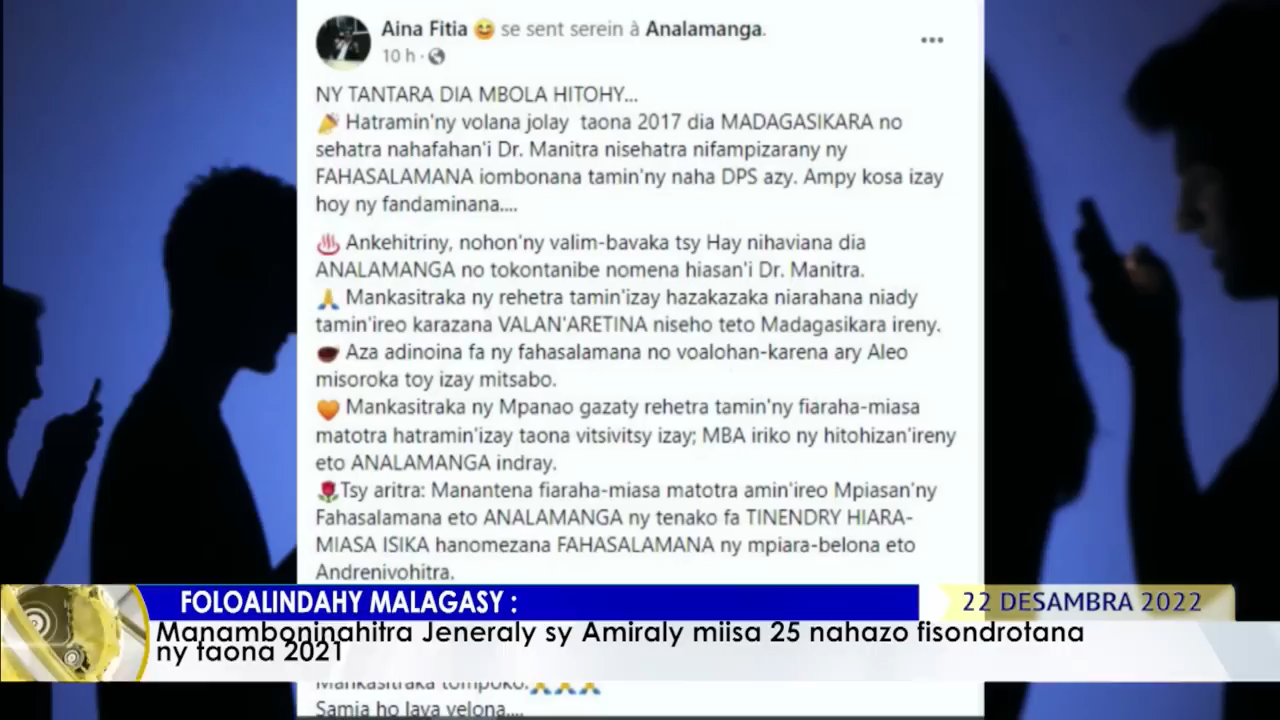 Aina Fitia 😄 se sent serein à Analamanga.
10 h ·
NY TANTARA DIA MBOLA HITOHY...
🎉 Hatramin'ny volana jolay taona 2017 dia MADAGASIKARA no
sehatra nahafahan'i Dr. Manitra nisehatra nifampizarany ny
FAHASALAMANA iombonana tamin'ny naha DPS azy. Ampy kosa izay
hoy ny fandaminana....
♨️ Ankehitriny, nohon'ny valim-bavaka tsy Hay nihaviana dia
ANALAMANGA no tokontanibe nomena hiasan'i Dr. Manitra.
🙏 Mankasitraka ny rehetra tamin'izay hazakazaka niarahana niady
tamin'ireo karazana VALAN'ARETINA niseho teto Madagasikara ireny.
Aza adinoina fa ny fahasalamana no voalohan-karena ary Aleo
misoroka toy izay mitsabo.
🧡 Mankasitraka ny Mpanao gazaty rehetra tamin'ny fiaraha-miasa
matotra hatramin'izay taona vitsivitsy izay; MBA iriko ny hitohizan'ireny
eto ANALAMANGA indray.
🌹Tsy aritra: Manantena fiaraha-miasa matotra amin'ireo Mpiasan'ny
Fahasalamana eto ANALAMANGA ny tenako fa TINENDRY HIARA-
MIASA ISIKA hanomezana FAHASALAMANA ny mpiara-belona eto
Andrenivohitra.
FOLOALINDAHY MALAGASY :
22 DESAMBRA 2022
Manamboninahitra Jeneraly sy Amiraly miisa 25 nahazo fisondrotana
ny taona 2021
Mankasitraka tompoko.🙏🙏🙏
Samia ho lava velona....